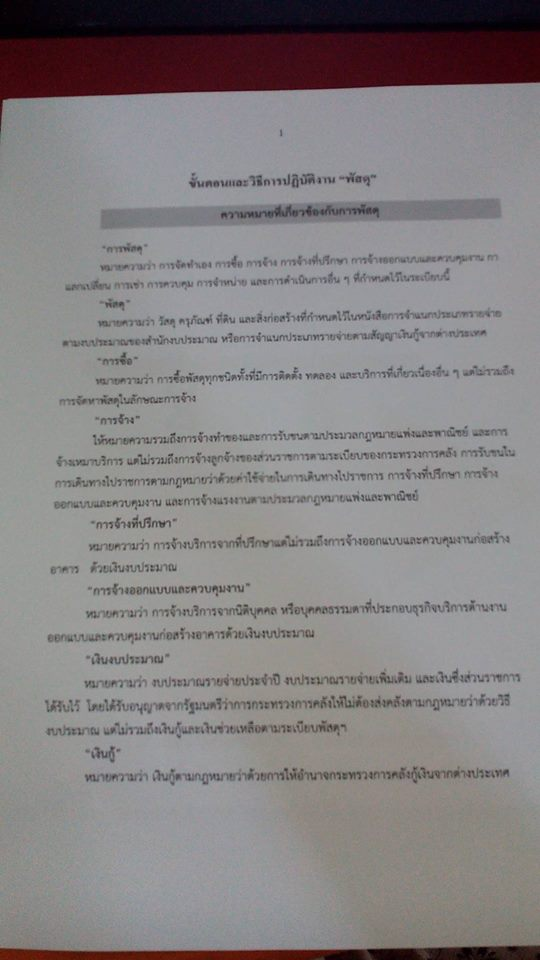 1
ขั้นตอนและวิธีการปฏิบัติงาน “พัสดุ”
ความหมายที่เกี่ยวข้องกับการพัสดุ
“การพัสดุ”
หมายความว่า การจัดทำเอง การซื้อ การจ้าง การจ้างที่ปรึกษา การจ้างออกแบบและควบคุมงาน กา
แลกเปลี่ยน การเช่า การควบคุม การจำหน่าย และการดำเนินการอื่น ๆ ที่กำหนดไว้ในระเบียบนี้
“พัสดุ”
หมายความว่า วัสดุ ครุภัณฑ์ ที่ดิน และสิ่งก่อสร้างที่กำหนดไว้ในหนังสือการจำแนกประเภทรายจ่าย
ตามงบประมาณของสำนักงบประมาณ หรือการจำแนกประเภทรายจ่ายตามสัญญาเงินกู้จากต่างประเทศ
“การซื้อ”
หมายความว่า การซื้อพัสดุทุกชนิดทั้งที่มีการติดตั้ง ทดลอง และบริการที่เกี่ยวเนื่องอื่น ๆ แต่ไม่รวมถึง
การจัดหาพัสดุในลักษณะการจ้าง
“การจ้าง”
ให้หมายความรวมถึงการจ้างทำของและการรับขนตามประมวลกฎหมายแพ่งและพาณิชย์ และการ
จ้างเหมาบริการ แต่ไม่รวมถึงการจ้างลูกจ้างของส่วนราชการตามระเบียบของกระทรวงการคลัง การรับขนใน
การเดินทางไปราชการตามกฎหมายว่าด้วยค่าใช้จ่ายในการเดินทางไปราชการ การจ้างที่ปรึกษา การจ้าง
ออกแบบและควบคุมงาน และการจ้างแรงงานตามประมวลกฎหมายแพ่งและพาณิชย์
“การจ้างที่ปรึกษา”
หมายความว่า การจ้างบริการจากที่ปรึกษาแต่ไม่รวมถึงการจ้างออกแบบและควบคุมงานก่อสร้าง
อาคาร ด้วยเงินงบประมาณ
“การจ้างออกแบบและควบคุมงาน”
หมายความว่า การจ้างบริการจากนิติบุคคล หรือบุคคลธรรมดาที่ประกอบธุรกิจบริการด้านงาน
ออกแบบและควบคุมงานก่อสร้างอาคารด้วยเงินงบประมาณ
“เงินงบประมาณ”
หมายความว่า งบประมาณรายจ่ายประจำปี งบประมาณรายจ่ายเพิ่มเติม และเงินซึ่งส่วนราชการ
ได้รับไว้ โดยได้รับอนุญาตจากรัฐมนตรีว่าการกระทรวงการคลังให้ไม่ต้องส่งคลังตามกฎหมายว่าด้วยวิธี
งบประมาณ แต่ไม่รวมถึงเงินกู้และเงินช่วยเหลือตามระเบียบพัสดุฯ
“เงินกู้”
หมายความว่า เงินกู้ตามกฎหมายว่าด้วยการให้อำนาจกระทรวงการคลังกู้เงินจากต่างประเทศ